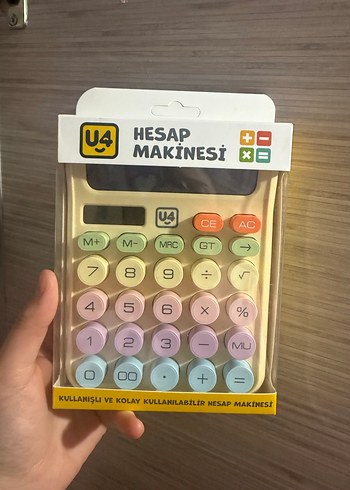 U4
HESAP
MAKİNESİ
+ −
× =
U4
CE AC
M+ M- MRC GT →
7 8 9 ÷ √
4 5 6 × %
1 2 3 − MU
0 00 · + =
KULLANIŞLI VE KOLAY KULLANILABİLİR HESAP MAKİNESİ